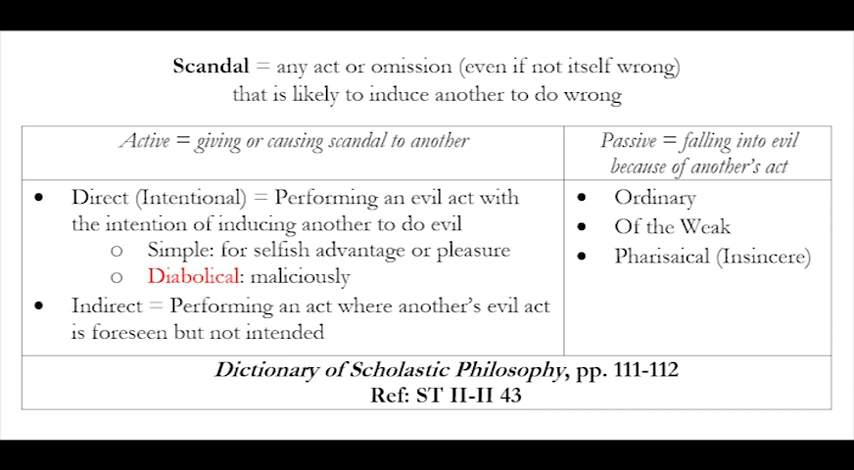 Scandal = any act or omission (even if not itself wrong)
that is likely to induce another to do wrong
Active = giving or causing scandal to another
• Direct (Intentional) = Performing an evil act with
the intention of inducing another to do evil
o Simple: for selfish advantage or pleasure
o Diabolical: maliciously
• Indirect = Performing an act where another's evil act
is foreseen but not intended
Passive = falling into evil
because of another's act
• Ordinary
• Of the Weak
• Pharisaical (Insincere)
Dictionary of Scholastic Philosophy, pp. 111-112
Ref: ST II-II 43